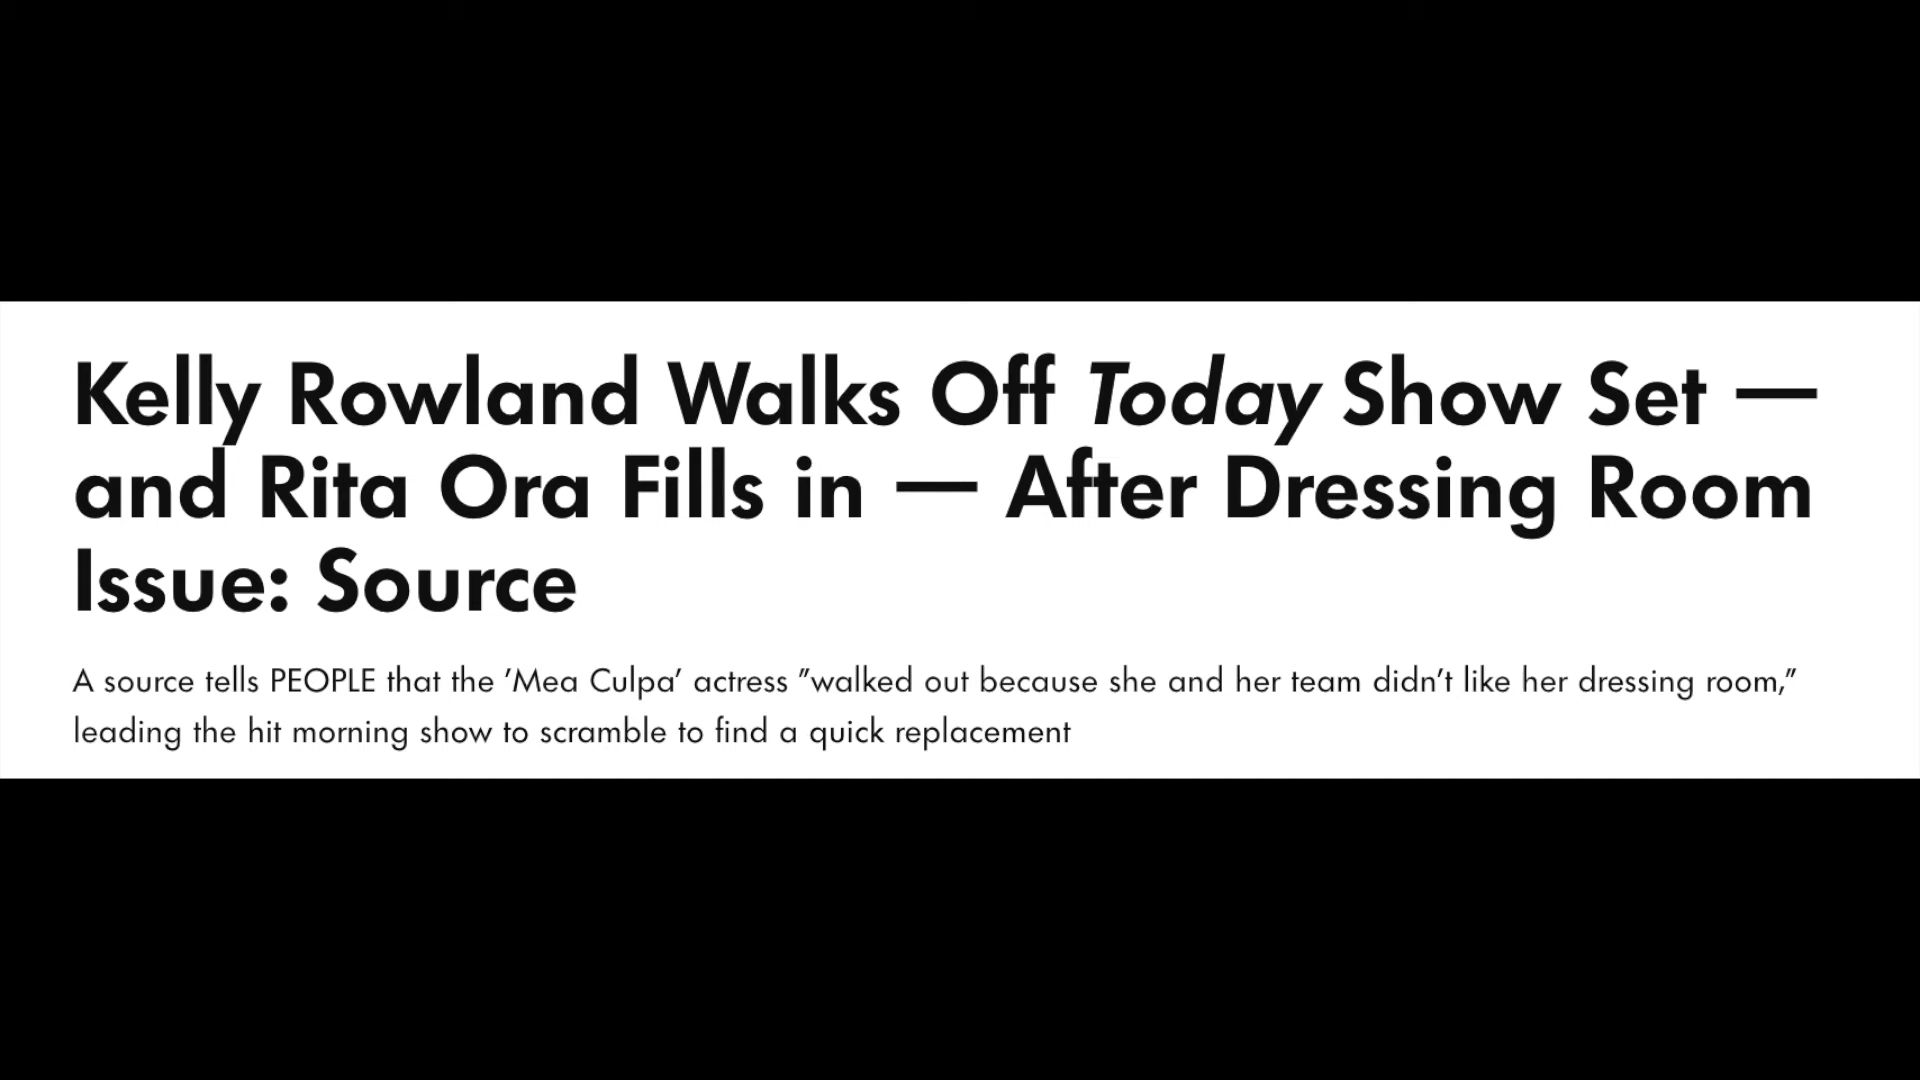 Kelly Rowland Walks Off Today Show Set —
and Rita Ora Fills in — After Dressing Room
Issue: Source
A source tells PEOPLE that the ’Mea Culpa’ actress ”walked out because she and her team didn’t like her dressing room,”
leading the hit morning show to scramble to find a quick replacement